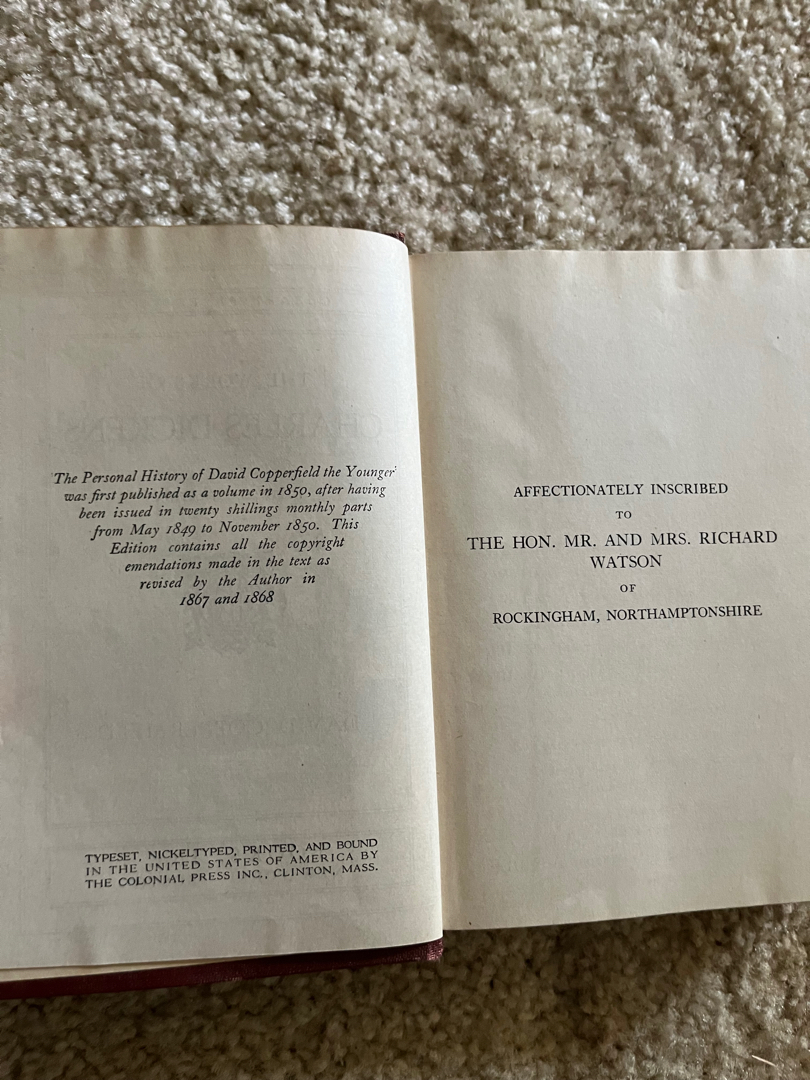 'The Personal History of David Copperfield the Younger'
was first published as a volume in 1850, after having
been issued in twenty shillings monthly parts
from May 1849 to November 1850. This
Edition contains all the copyright
emendations made in the text as
revised by the Author in
1867 and 1868
TYPESET, NICKELTYPED, PRINTED, AND BOUND
IN THE UNITED STATES OF AMERICA BY
THE COLONIAL PRESS INC., CLINTON, MASS.
AFFECTIONATELY INSCRIBED
TO
THE HON. MR. AND MRS. RICHARD
WATSON
OF
ROCKINGHAM, NORTHAMPTONSHIRE